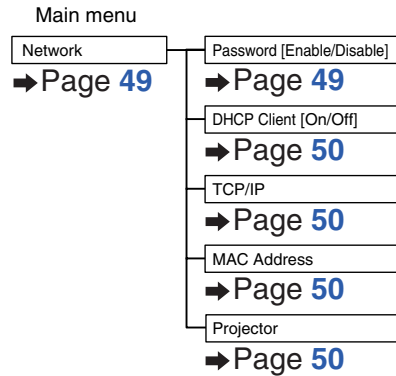 Main menu
Network
➡Page 49
Password [Enable/Disable]
➡Page 49
DHCP Client [On/Off]
➡Page 50
TCP/IP
➡Page 50
MAC Address
➡Page 50
Projector
➡Page 50